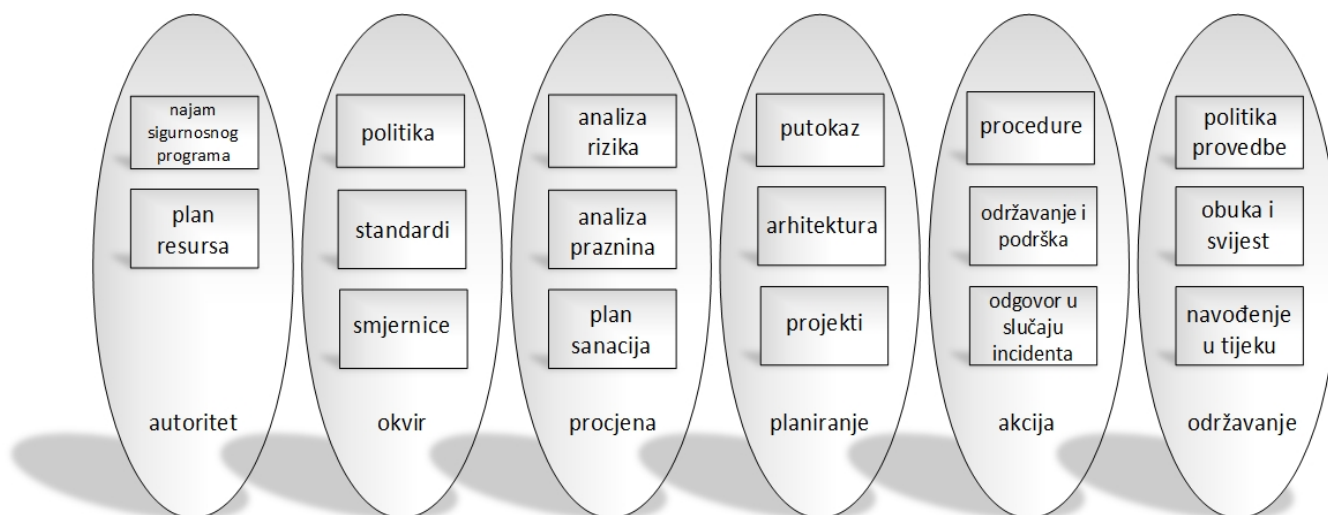 najam
sigurnosnog
programa
plan
resursa
autoritet
politika
standardi
smjernice
okvir
analiza
rizika
analiza
praznina
plan
sanacija
procjena
putokaz
arhitektura
projekti
planiranje
procedure
održavanje i
podrška
odgovor u
slučaju
incidenta
akcija
politika
provedbe
obuka i
svijest
navođenje
u tijeku
održavanje